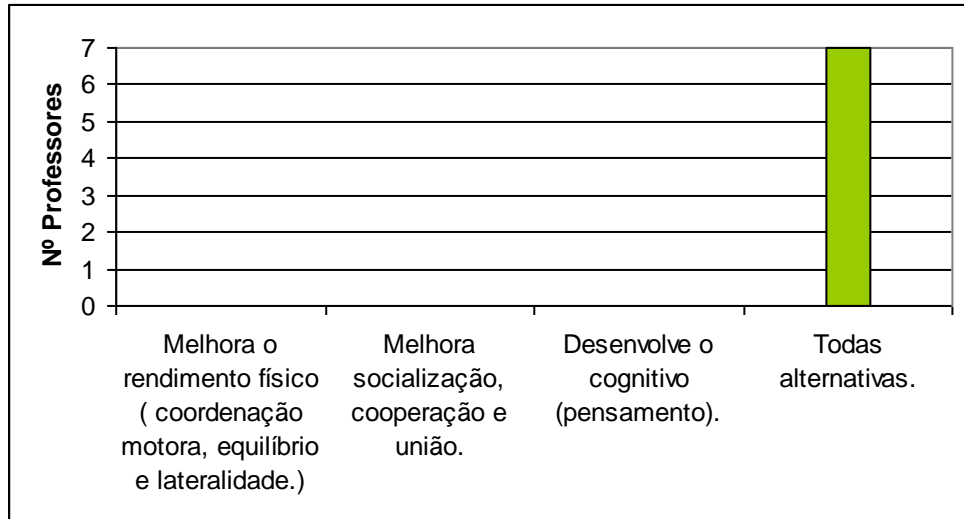 Nº Professores
7
6
5
4
3
2
1
0
Melhora o
rendimento físico
( coordenação
motora, equilíbrio
e lateralidade.)
Melhora
socialização,
cooperação e
união.
Desenvolve o
cognitivo
(pensamento).
Todas
alternativas.